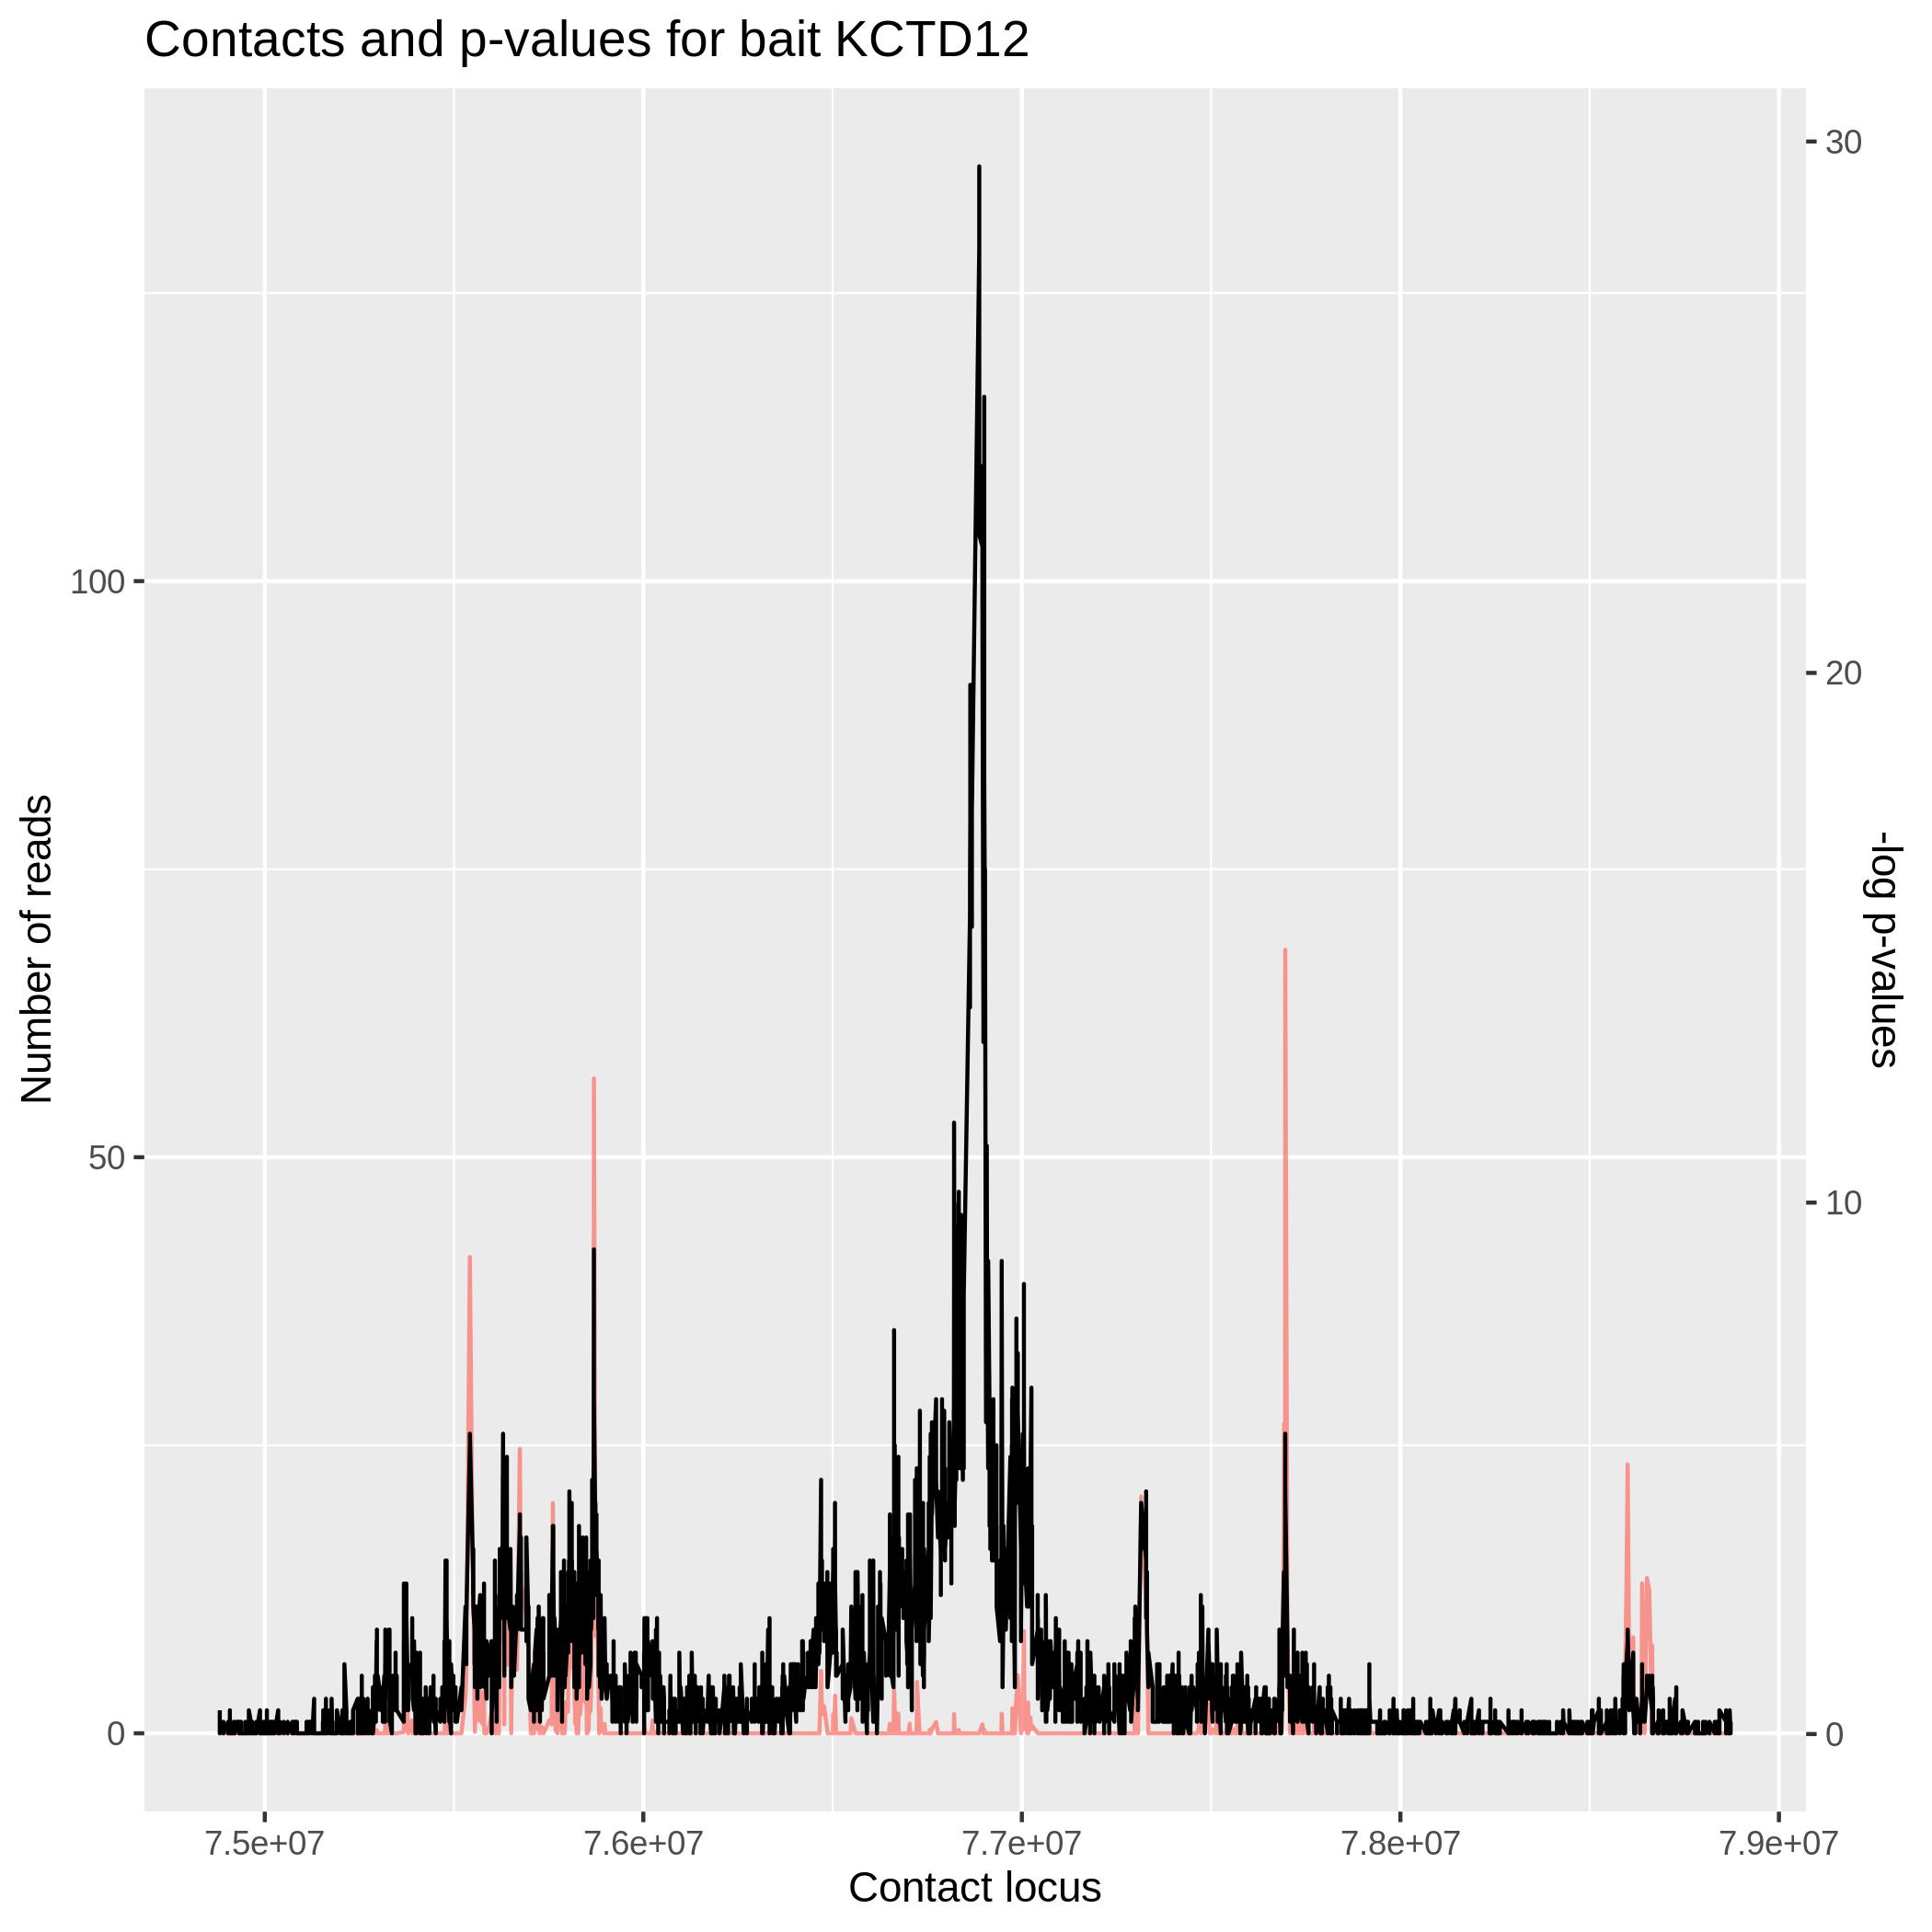 Contacts and p-values for bait KCTD12
30
100
20
Number of reads
-log p-values
50
10
0
0
7.5e+07
7.6e+07
7.7e+07
7.8e+07
7.9e+07
Contact locus